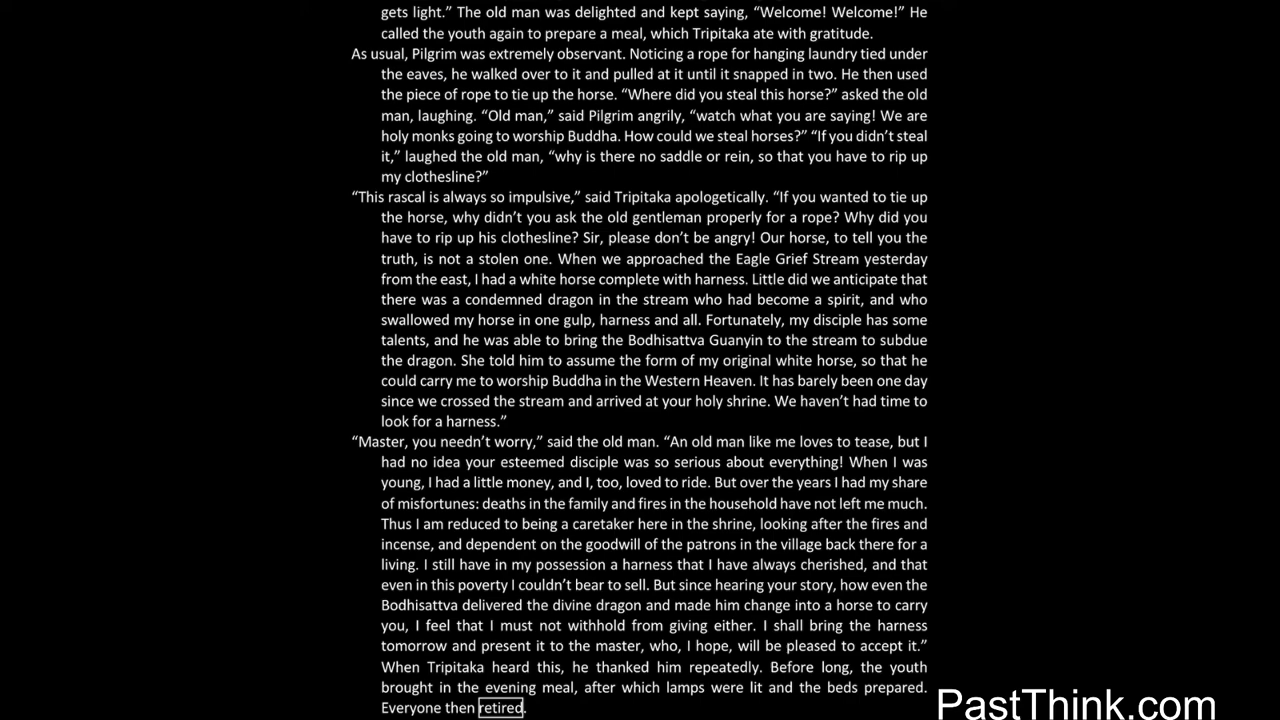 gets light.” The old man was delighted and kept saying, “Welcome! Welcome!” He
called the youth again to prepare a meal, which Tripitaka ate with gratitude.
As usual, Pilgrim was extremely observant. Noticing a rope for hanging laundry tied under
the eaves, he walked over to it and pulled at it until it snapped in two. He then used
the piece of rope to tie up the horse. “Where did you steal this horse?” asked the old
man, laughing. “Old man,” said Pilgrim angrily, “watch what you are saying! We are
holy monks going to worship Buddha. How could we steal horses?” “If you didn’t steal
it,” laughed the old man, “why is there no saddle or rein, so that you have to rip up
my clothesline?”
“This rascal is always so impulsive,” said Tripitaka apologetically. “If you wanted to tie up
the horse, why didn’t you ask the old gentleman properly for a rope? Why did you
have to rip up his clothesline? Sir, please don’t be angry! Our horse, to tell you the
truth, is not a stolen one. When we approached the Eagle Grief Stream yesterday
from the east, I had a white horse complete with harness. Little did we anticipate that
there was a condemned dragon in the stream who had become a spirit, and who
swallowed my horse in one gulp, harness and all. Fortunately, my disciple has some
talents, and he was able to bring the Bodhisattva Guanyin to the stream to subdue
the dragon. She told him to assume the form of my original white horse, so that he
could carry me to worship Buddha in the Western Heaven. It has barely been one day
since we crossed the stream and arrived at your holy shrine. We haven’t had time to
look for a harness.”
“Master, you needn’t worry,” said the old man. “An old man like me loves to tease, but I
had no idea your esteemed disciple was so serious about everything! When I was
young, I had a little money, and I, too, loved to ride. But over the years I had my share
of misfortunes: deaths in the family and fires in the household have not left me much.
Thus I am reduced to being a caretaker here in the shrine, looking after the fires and
incense, and dependent on the goodwill of the patrons in the village back there for a
living. I still have in my possession a harness that I have always cherished, and that
even in this poverty I couldn’t bear to sell. But since hearing your story, how even the
Bodhisattva delivered the divine dragon and made him change into a horse to carry
you, I feel that I must not withhold from giving either. I shall bring the harness
tomorrow and present it to the master, who, I hope, will be pleased to accept it.”
When Tripitaka heard this, he thanked him repeatedly. Before long, the youth
brought in the evening meal, after which lamps were lit and the beds prepared.
Everyone then retired.
PastThink.com